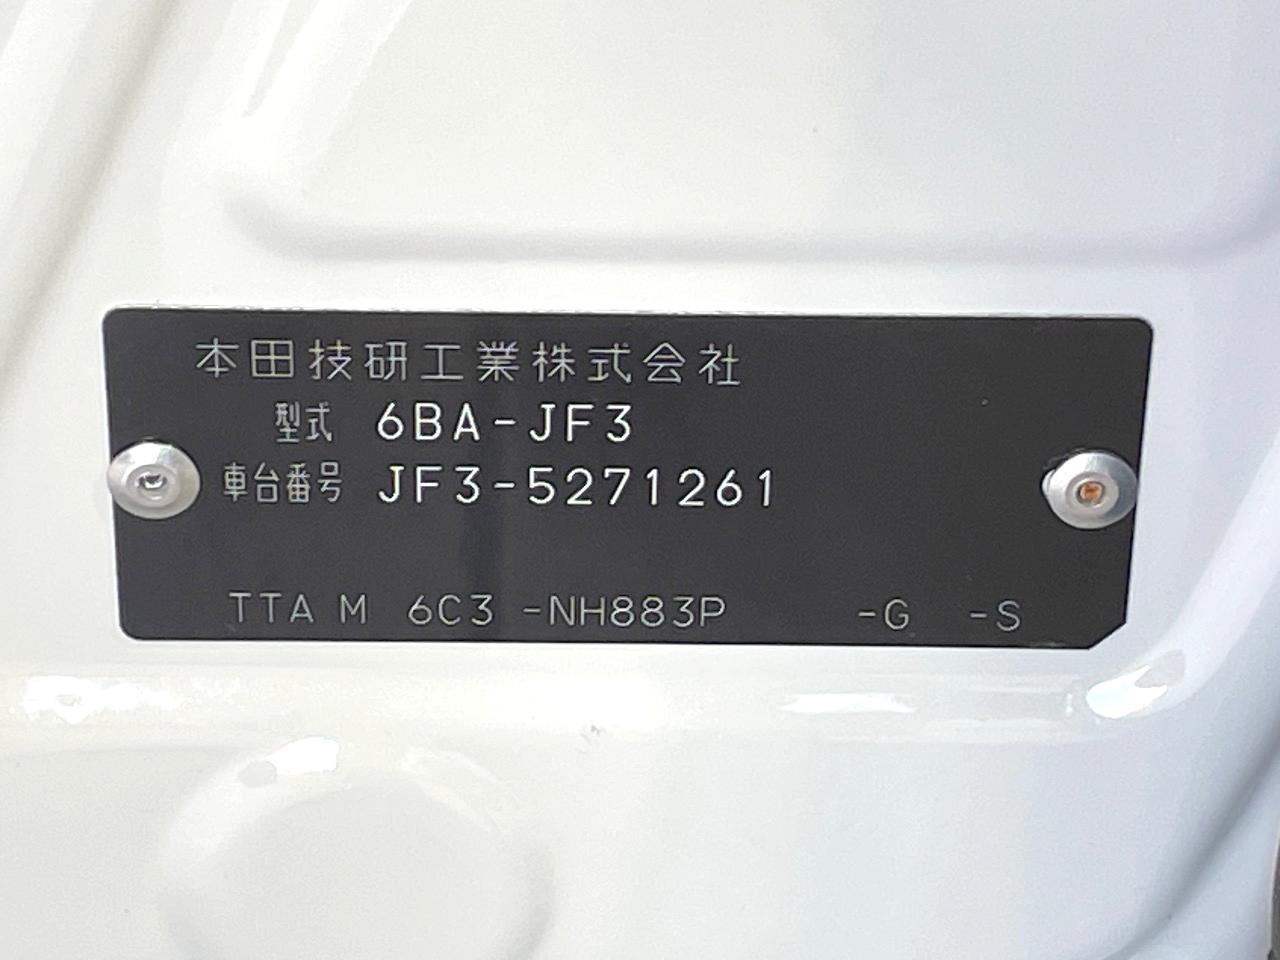 本田技研工業株式会社
型式 6BA-JF3
車台番号 JF3-5271261
TTA M 6C3 -NH883P -G -S